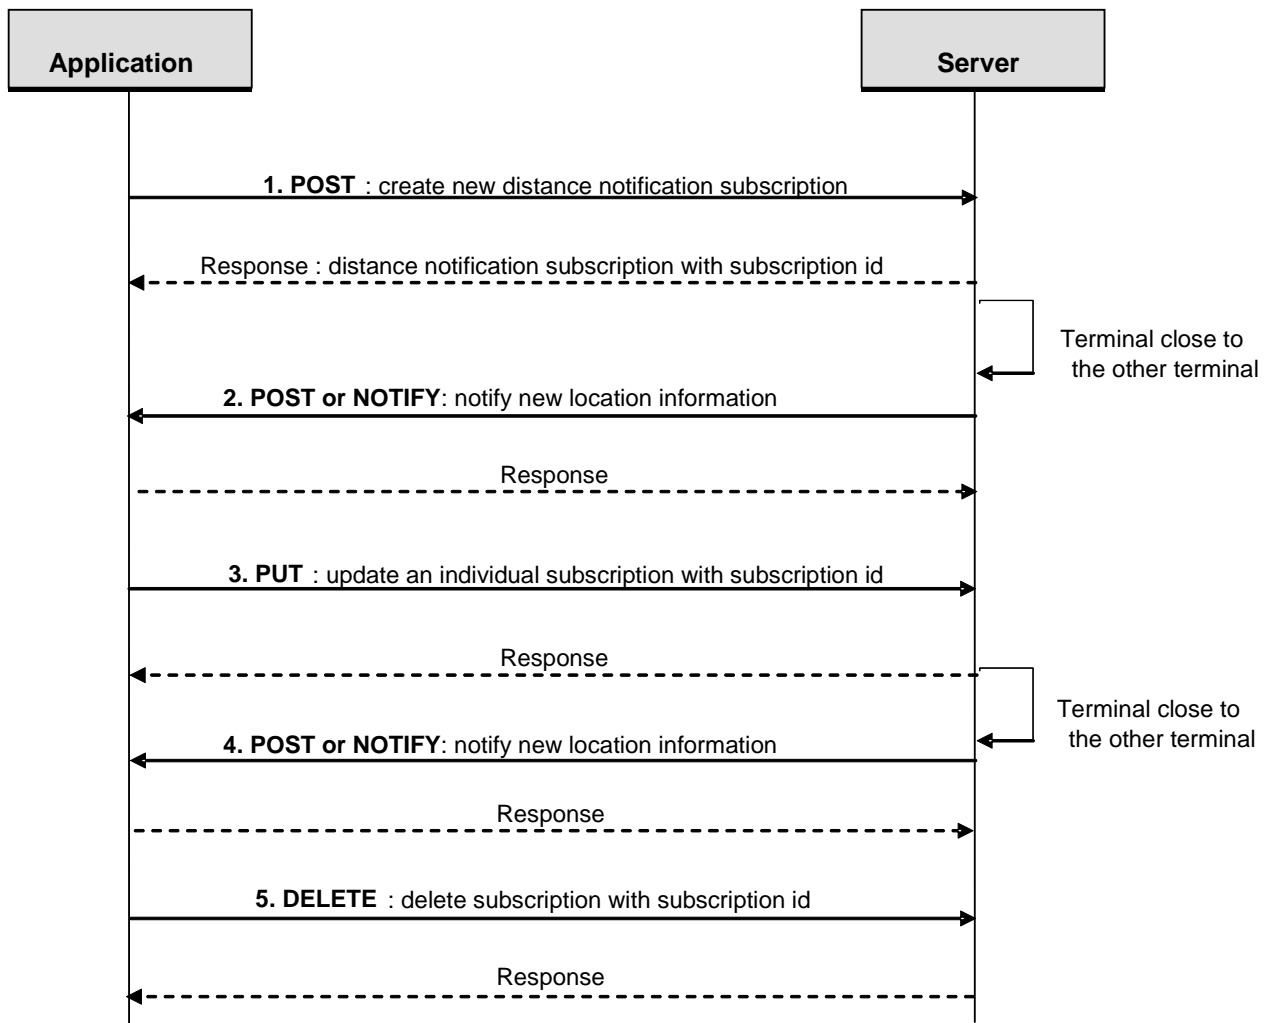 Application
Server
1. POST : create new distance notification subscription
Response : distance notification subscription with subscription id
Terminal close to
the other terminal
2. POST or NOTIFY: notify new location information
Response
3. PUT : update an individual subscription with subscription id
Response
Terminal close to
the other terminal
4. POST or NOTIFY: notify new location information
Response
5. DELETE : delete subscription with subscription id
Response